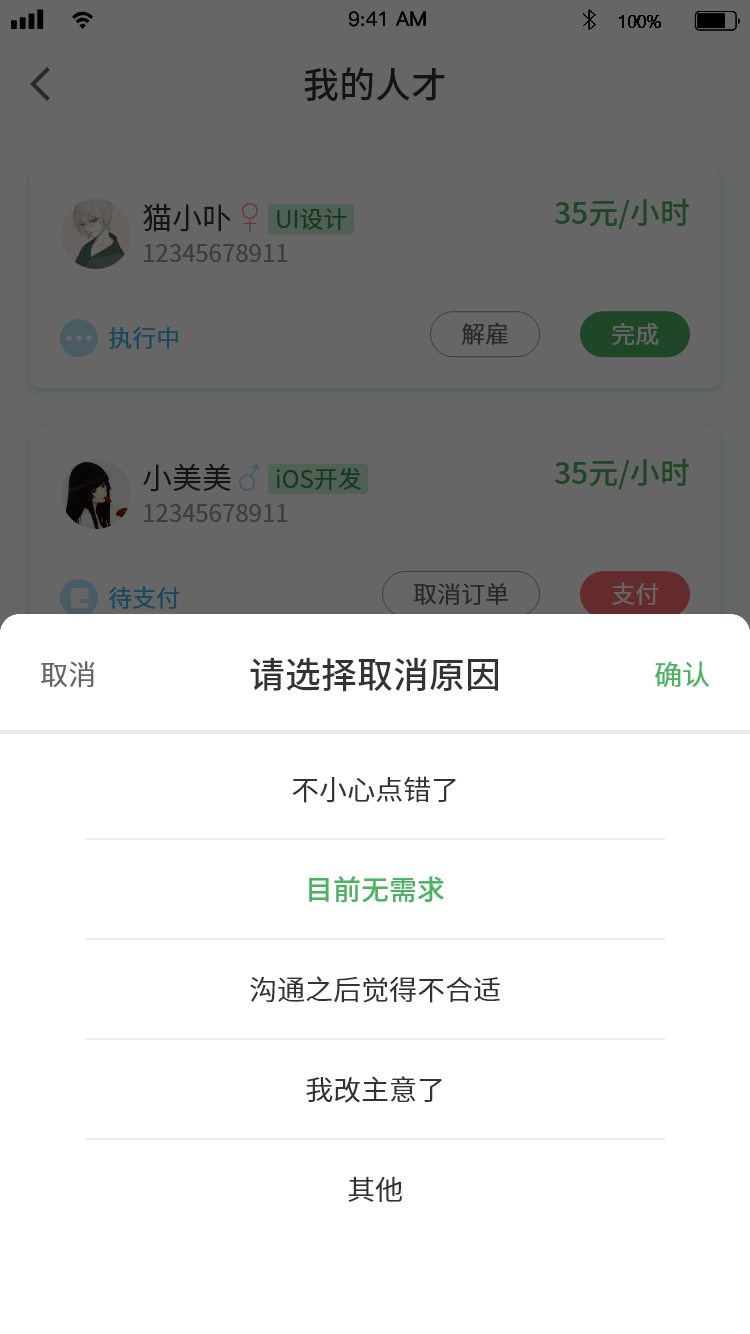 9:41 AM 100%
我的人才
猫小卟 UI设计 35元/小时
12345678911
执行中 解雇 完成
小美美 iOS开发 35元/小时
12345678911
待支付 取消订单 支付
取消 请选择取消原因 确认
不小心点错了
目前无需求
沟通之后觉得不合适
我改主意了
其他